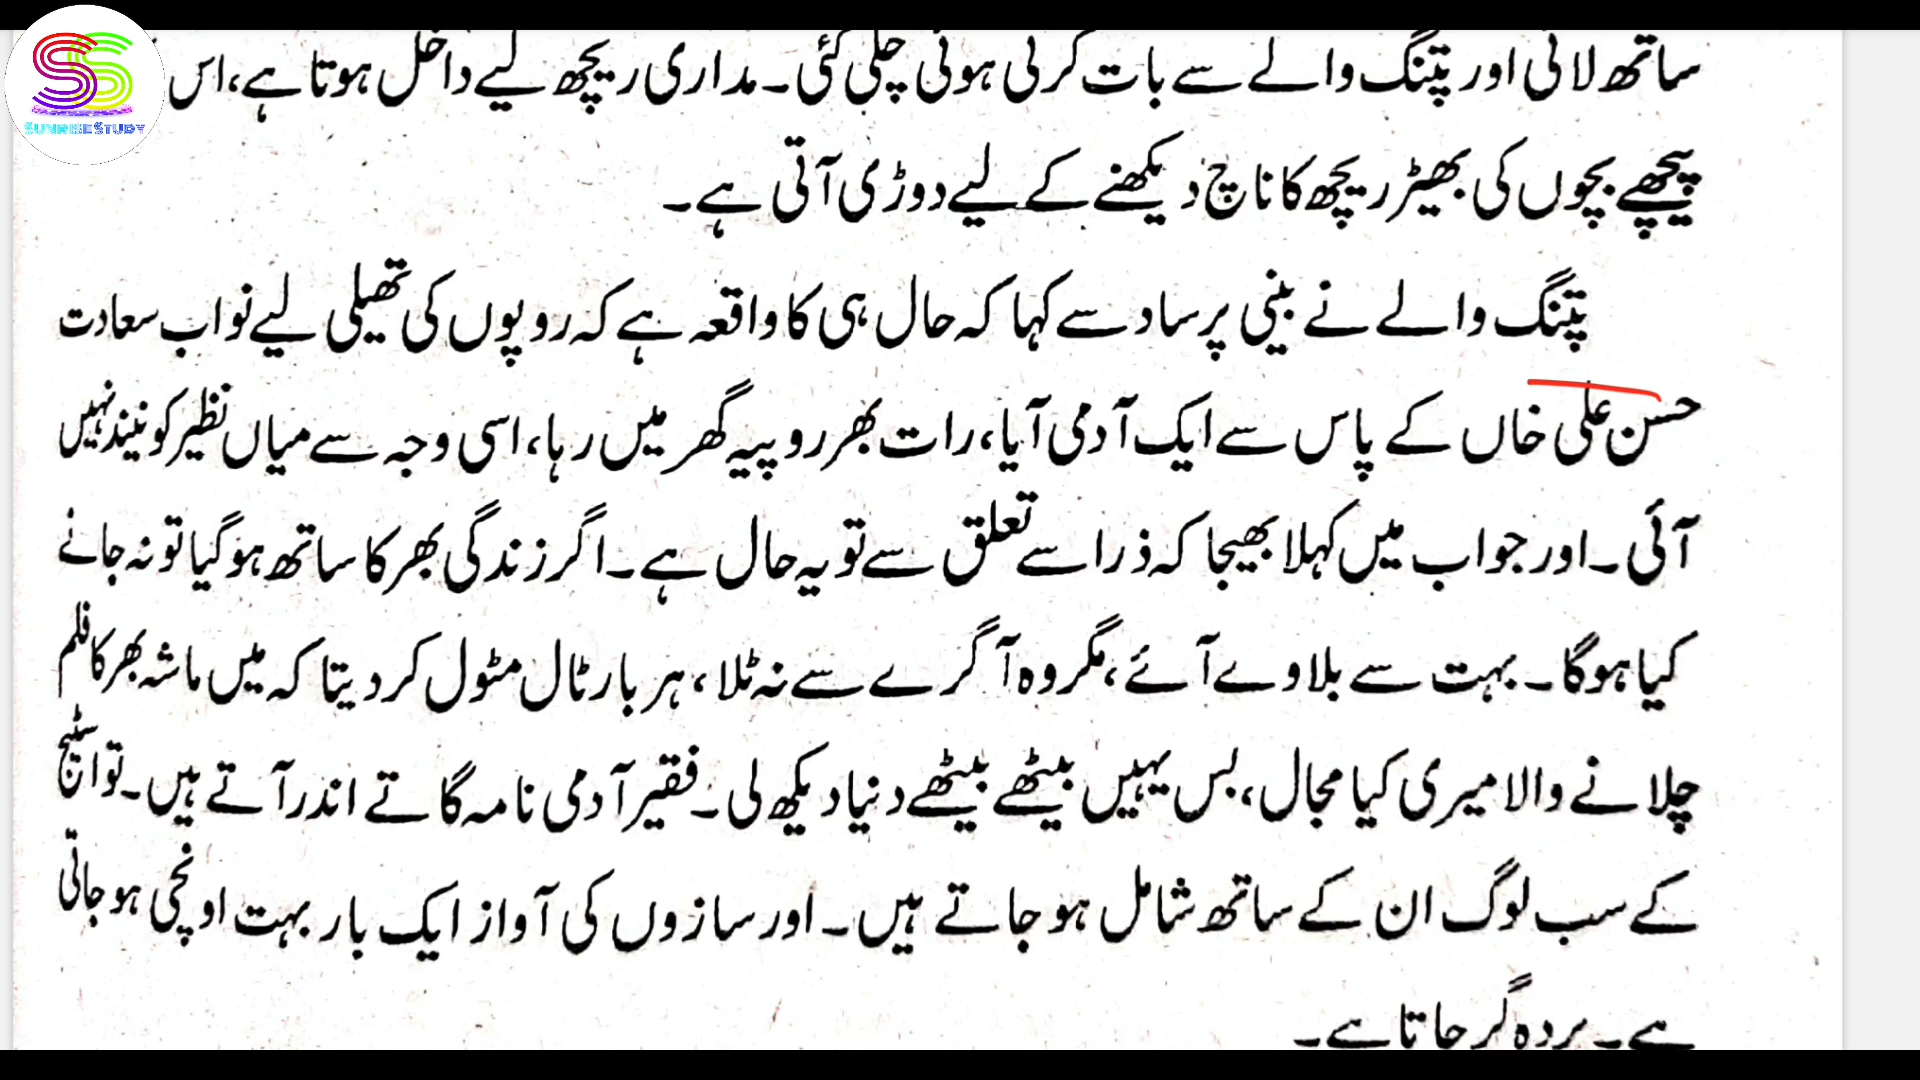 SS
SUNRISESTUDY
ساتھ لائی اور پتنگ والے سے بات کرتی ہوئی چلی گئی۔ مداری ریچھ لیے داخل ہوتا ہے، اس
پیچھے بچوں کی بھیڑ ریچھ کا ناچ دیکھنے کے لیے دوڑی آتی ہے۔
پتنگ والے نے بینی پرساد سے کہا کہ حال ہی کا واقعہ ہے کہ روپوں کی تھیلی لیے نواب سعادت
حسن علی خاں کے پاس سے ایک آدمی آیا، رات بھر روپیہ گھر میں رہا، اسی وجہ سے میاں نظیر کو نیند نہیں
آئی۔ اور جواب میں کہلا بھیجا کہ ذرا سے تعلق سے تو یہ حال ہے۔ اگر زندگی بھر کا ساتھ ہو گیا تو نہ جانے
کیا ہوگا۔ بہت سے بلاوے آئے، مگر وہ آگرے سے نہ ٹلا، ہر بار ٹال مٹول کر دیتا کہ میں ماشہ بھر کا قلم
چلانے والا میری کیا مجال، بس یہیں بیٹھے بیٹھے دنیا دیکھ لی۔ فقیر آدمی نامہ گاتے اندر آتے ہیں۔ تو اسٹیج
کے سب لوگ ان کے ساتھ شامل ہو جاتے ہیں۔ اور سازوں کی آواز ایک بار بہت اونچی ہو جاتی
ہے۔ پردہ گر جاتا ہے۔